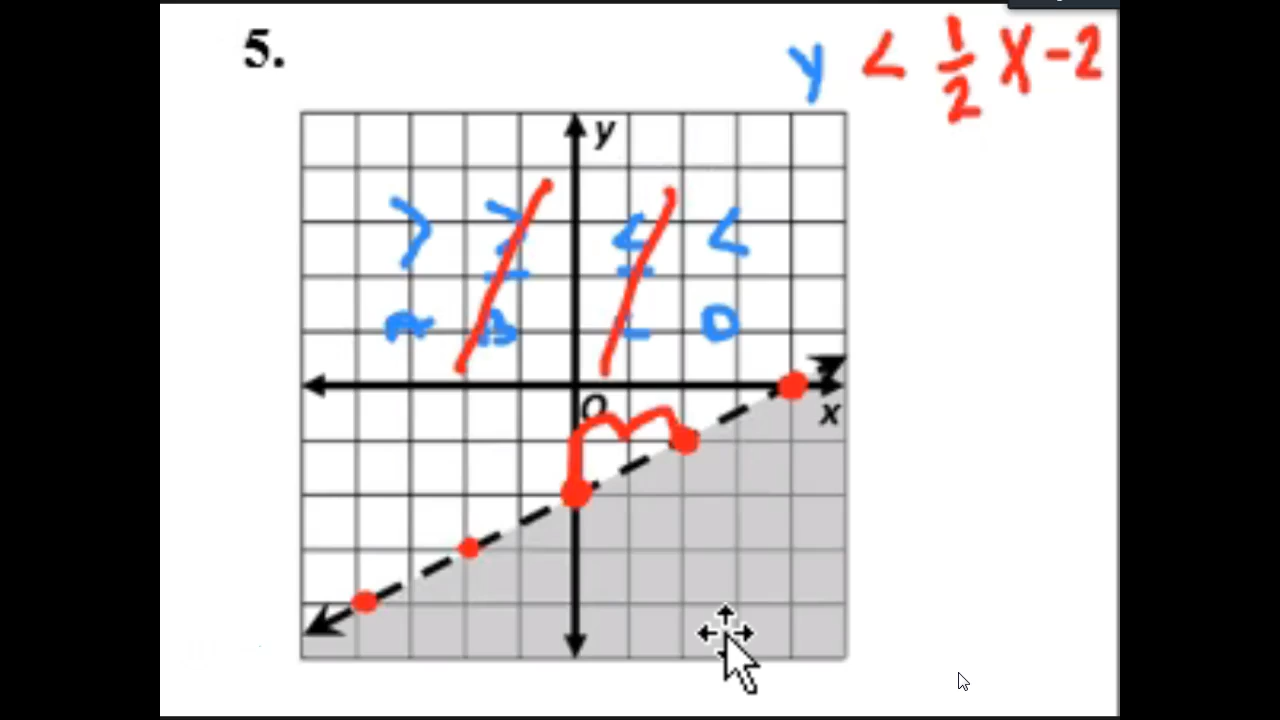 5.
y < 1/2 x - 2
y
> ≥ ≤ <
A B C D
O
x